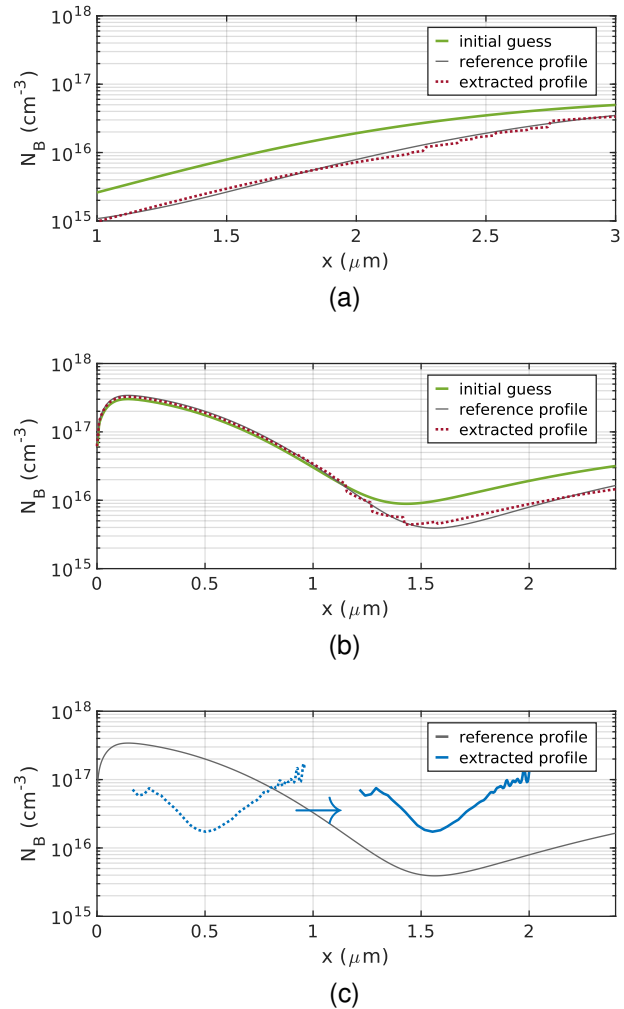 10^18
10^17
10^16
10^15
N_B (cm^-3)
initial guess
reference profile
extracted profile
1 1.5 2 2.5 3
x (μm)
(a)
10^18
10^17
10^16
10^15
N_B (cm^-3)
initial guess
reference profile
extracted profile
0 0.5 1 1.5 2
x (μm)
(b)
10^18
10^17
10^16
10^15
N_B (cm^-3)
reference profile
extracted profile
0 0.5 1 1.5 2
x (μm)
(c)